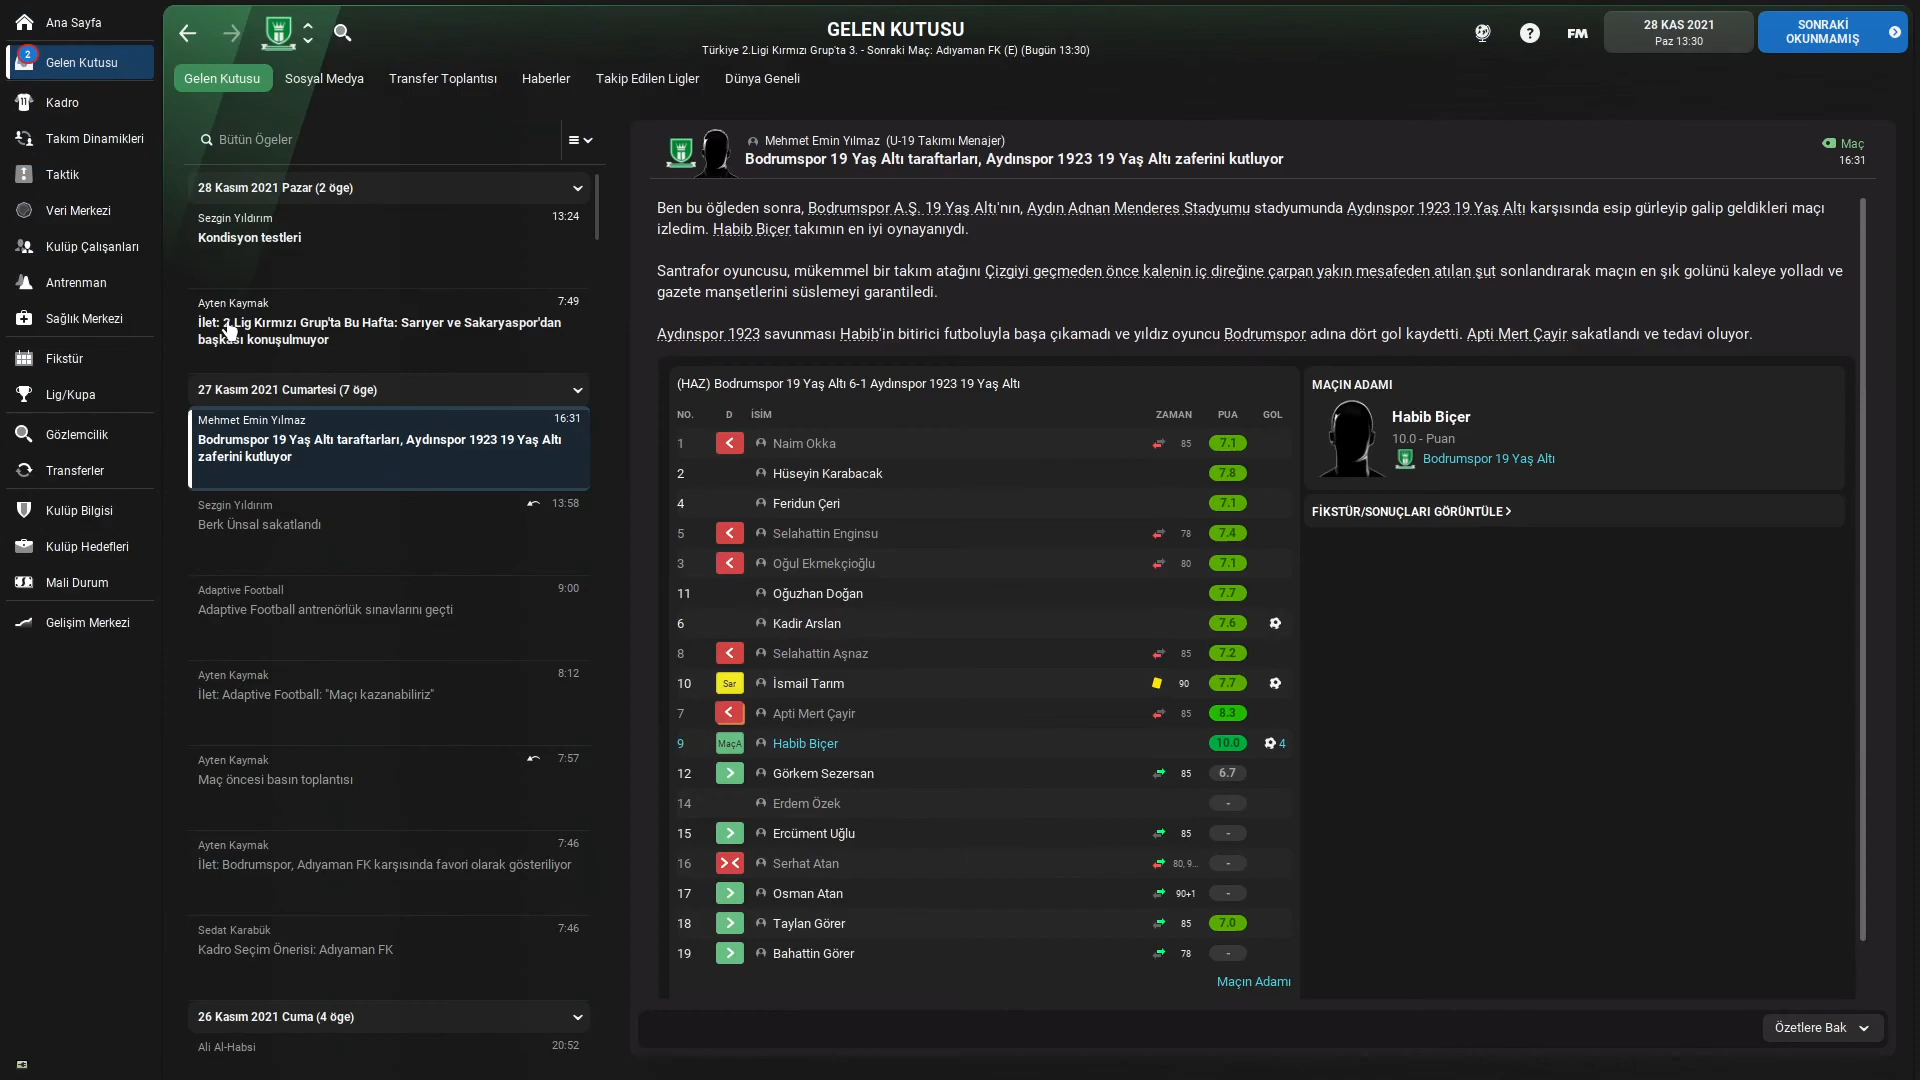 Ana Sayfa
2
Gelen Kutusu
Kadro
Takım Dinamikleri
Taktik
Veri Merkezi
Kulüp Çalışanları
Antrenman
Sağlık Merkezi
Fikstür
Lig/Kupa
Gözlemcilik
Transferler
Kulüp Bilgisi
Kulüp Hedefleri
Mali Durum
Gelişim Merkezi
GELEN KUTUSU
Türkiye 2.Ligi Kırmızı Grup'ta 3. - Sonraki Maç: Adıyaman FK (E) (Bugün 13:30)
FM
28 KAS 2021
Paz 13:30
SONRAKİ
OKUNMAMIŞ
Gelen Kutusu Sosyal Medya Transfer Toplantısı Haberler Takip Edilen Ligler Dünya Geneli
Bütün Ögeler
28 Kasım 2021 Pazar (2 öge)
Sezgin Yıldırım 13:24
Kondisyon testleri
Ayten Kaymak 7:49
İlet: 2.Lig Kırmızı Grup'ta Bu Hafta: Sarıyer ve Sakaryaspor'dan
başkası konuşulmuyor
27 Kasım 2021 Cumartesi (7 öge)
Mehmet Emin Yılmaz 16:31
Bodrumspor 19 Yaş Altı taraftarları, Aydınspor 1923 19 Yaş Altı
zaferini kutluyor
Sezgin Yıldırım 13:58
Berk Ünsal sakatlandı
Adaptive Football 9:00
Adaptive Football antrenörlük sınavlarını geçti
Ayten Kaymak 8:12
İlet: Adaptive Football: "Maçı kazanabiliriz"
Ayten Kaymak 7:57
Maç öncesi basın toplantısı
Ayten Kaymak 7:46
İlet: Bodrumspor, Adıyaman FK karşısında favori olarak gösteriliyor
Sedat Karabük 7:46
Kadro Seçim Önerisi: Adıyaman FK
26 Kasım 2021 Cuma (4 öge)
Ali Al-Habsi 20:52
Mehmet Emin Yılmaz (U-19 Takımı Menajer)
Bodrumspor 19 Yaş Altı taraftarları, Aydınspor 1923 19 Yaş Altı zaferini kutluyor
Maç
16:31
Ben bu öğleden sonra, Bodrumspor A.Ş. 19 Yaş Altı'nın, Aydın Adnan Menderes Stadyumu stadyumunda Aydınspor 1923 19 Yaş Altı karşısında esip gürleyip galip geldikleri maçı
izledim. Habib Biçer takımın en iyi oynayanıydı.
Santrafor oyuncusu, mükemmel bir takım atağını Çizgiyi geçmeden önce kalenin iç direğine çarpan yakın mesafeden atılan şut sonlandırarak maçın en şık golünü kaleye yolladı ve
gazete manşetlerini süslemeyi garantiledi.
Aydınspor 1923 savunması Habib'in bitirici futboluyla başa çıkamadı ve yıldız oyuncu Bodrumspor adına dört gol kaydetti. Apti Mert Çayir sakatlandı ve tedavi oluyor.
(HAZ) Bodrumspor 19 Yaş Altı 6-1 Aydınspor 1923 19 Yaş Altı
NO. D İSİM ZAMAN PUA GOL
1 Naim Okka 85 7.1
2 Hüseyin Karabacak 7.8
4 Feridun Çeri 7.1
5 Selahattin Enginsu 78 7.4
3 Oğul Ekmekçioğlu 80 7.1
11 Oğuzhan Doğan 7.7
6 Kadir Arslan 7.6
8 Selahattin Aşnaz 85 7.2
10 Sar İsmail Tarım 90 7.7
7 Apti Mert Çayir 85 8.3
9 MaçA Habib Biçer 10.0 4
12 Görkem Sezersan 85 6.7
14 Erdem Özek -
15 Ercüment Uğlu 85 -
16 Serhat Atan 80, 9... -
17 Osman Atan 90+1 -
18 Taylan Görer 85 7.0
19 Bahattin Görer 78 -
Maçın Adamı
MAÇIN ADAMI
Habib Biçer
10.0 - Puan
Bodrumspor 19 Yaş Altı
FİKSTÜR/SONUÇLARI GÖRÜNTÜLE
Özetlere Bak